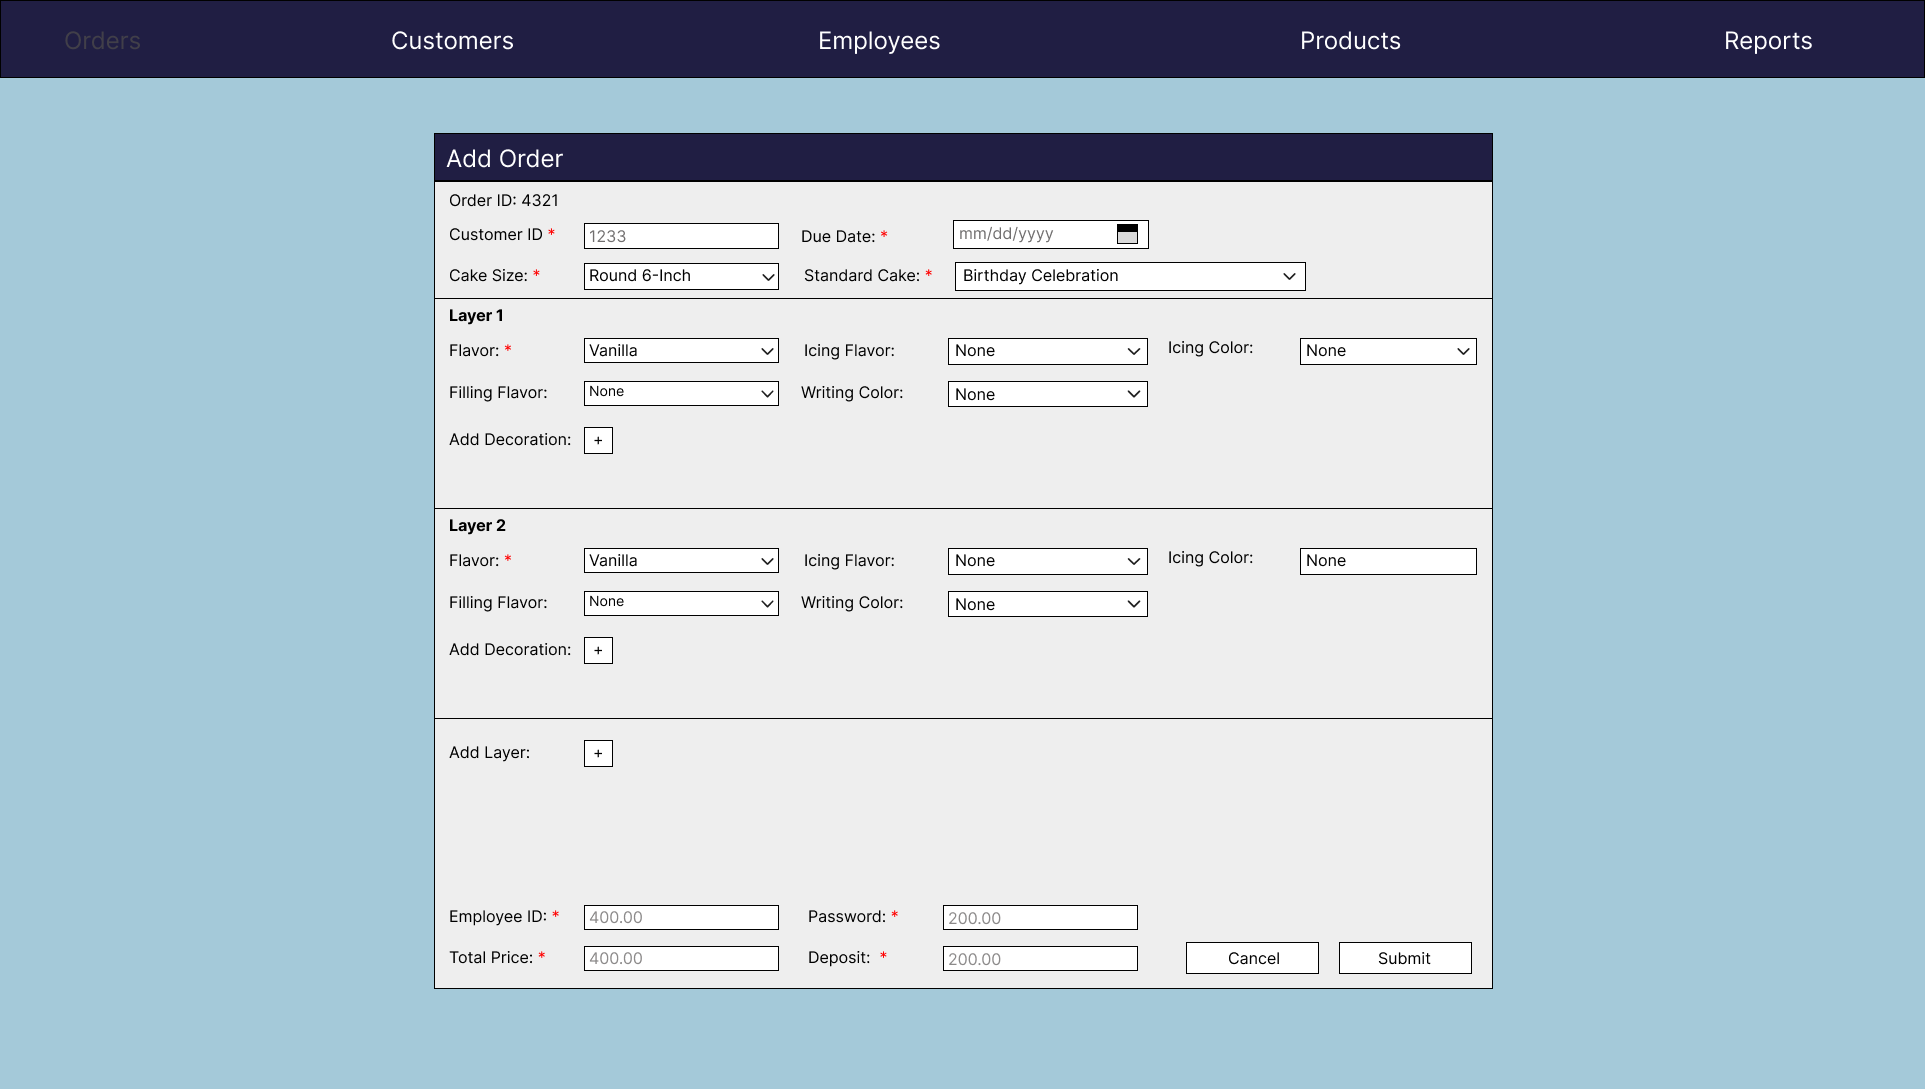 Orders Customers Employees Products Reports
Add Order
Order ID: 4321
Customer ID * 1233 Due Date: * mm/dd/yyyy
Cake Size: * Round 6-Inch Standard Cake: * Birthday Celebration
Layer 1
Flavor: * Vanilla Icing Flavor: None Icing Color: None
Filling Flavor: None Writing Color: None
Add Decoration: +
Layer 2
Flavor: * Vanilla Icing Flavor: None Icing Color: None
Filling Flavor: None Writing Color: None
Add Decoration: +
Add Layer: +
Employee ID: * 400.00 Password: * 200.00
Total Price: * 400.00 Deposit: * 200.00 Cancel Submit